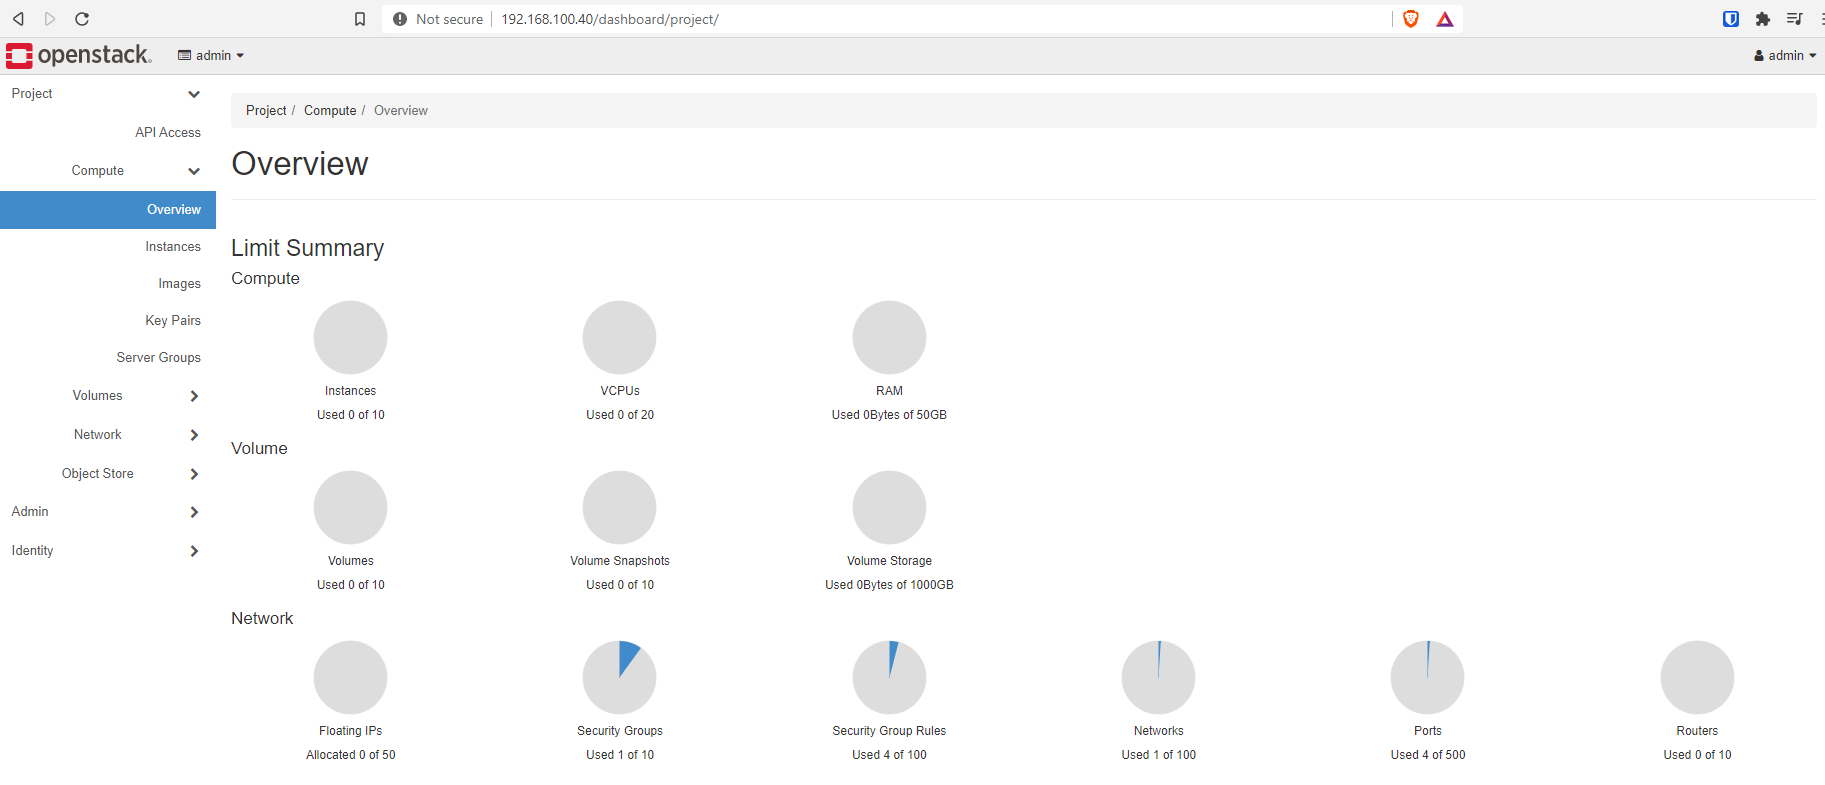 Not secure 192.168.100.40/dashboard/project/
openstack. admin admin
Project
API Access
Compute
Overview
Instances
Images
Key Pairs
Server Groups
Volumes
Network
Object Store
Admin
Identity
Project / Compute / Overview
Overview
Limit Summary
Compute
Instances
Used 0 of 10
VCPUs
Used 0 of 20
RAM
Used 0Bytes of 50GB
Volume
Volumes
Used 0 of 10
Volume Snapshots
Used 0 of 10
Volume Storage
Used 0Bytes of 1000GB
Network
Floating IPs
Allocated 0 of 50
Security Groups
Used 1 of 10
Security Group Rules
Used 4 of 100
Networks
Used 1 of 100
Ports
Used 4 of 500
Routers
Used 0 of 10